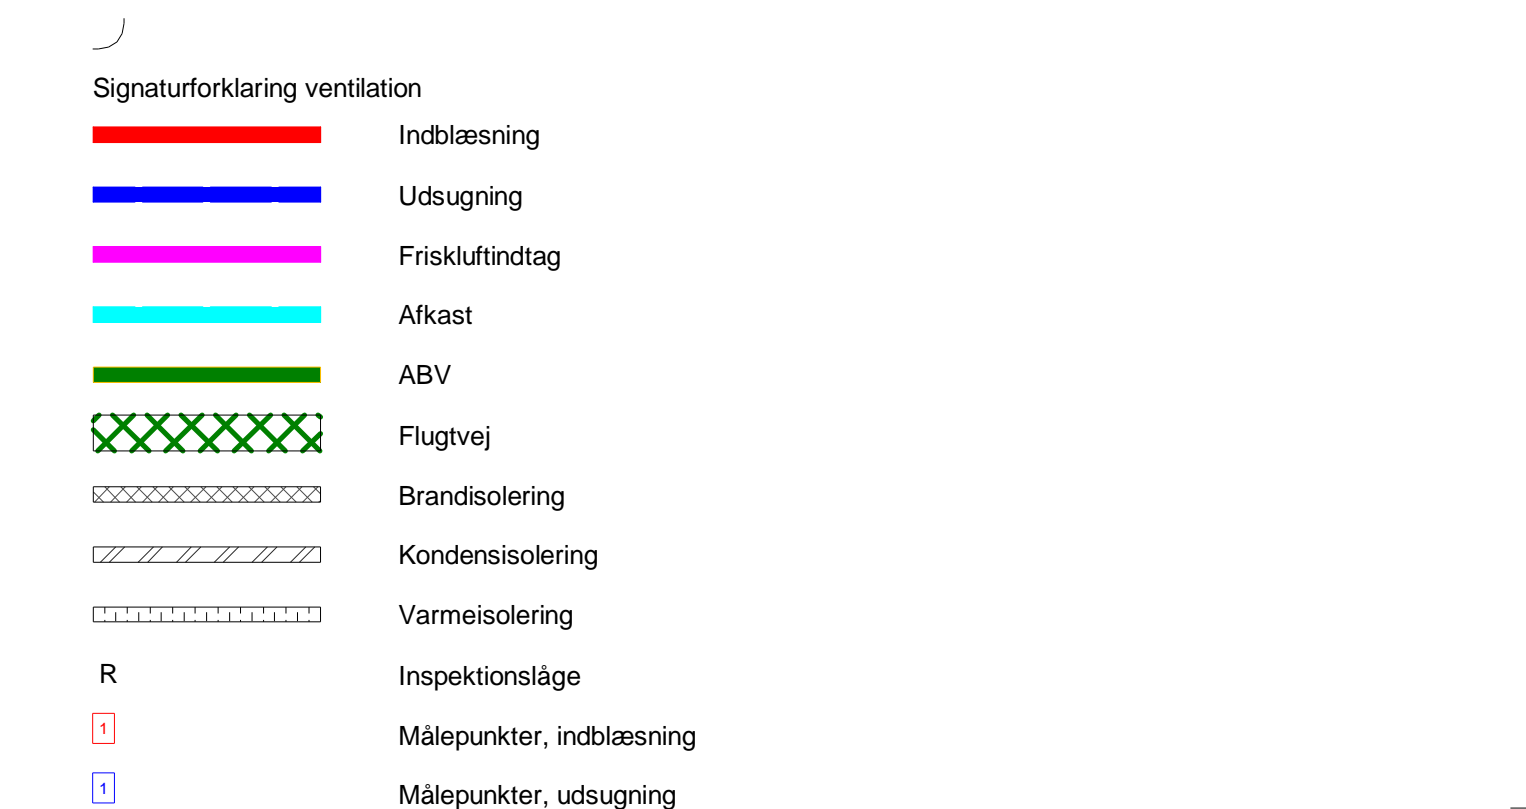 Signaturforklaring ventilation
Indblæsning
Udsugning
Friskluftindtag
Afkast
ABV
Flugtvej
Brandisolering
Kondensisolering
Varmeisolering
R Inspektionslåge
1 Målepunkter, indblæsning
1 Målepunkter, udsugning